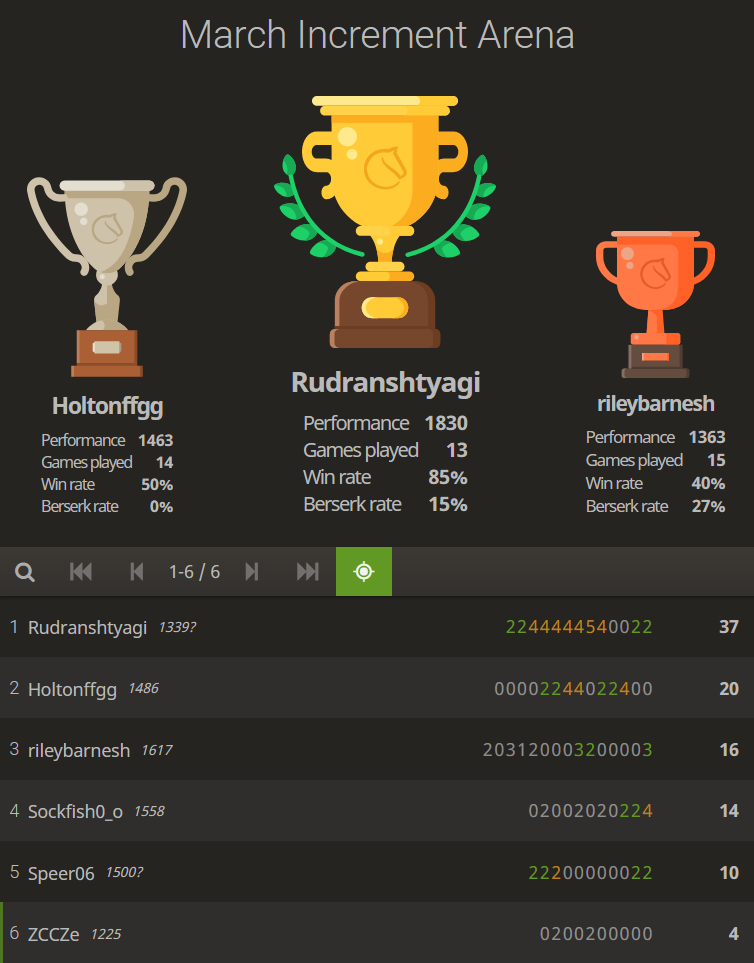 March Increment Arena
Holtonffgg
Performance 1463
Games played 14
Win rate 50%
Berserk rate 0%
Rudranshtyagi
Performance 1830
Games played 13
Win rate 85%
Berserk rate 15%
rileybarnesh
Performance 1363
Games played 15
Win rate 40%
Berserk rate 27%
1-6 / 6
1 Rudranshtyagi 1339? 2244444540022 37
2 Holtonffgg 1486 00002244022400 20
3 rileybarnesh 1617 203120003200003 16
4 Sockfish0_o 1558 02002020224 14
5 Speer06 1500? 22200000022 10
6 ZCCZe 1225 0200200000 4